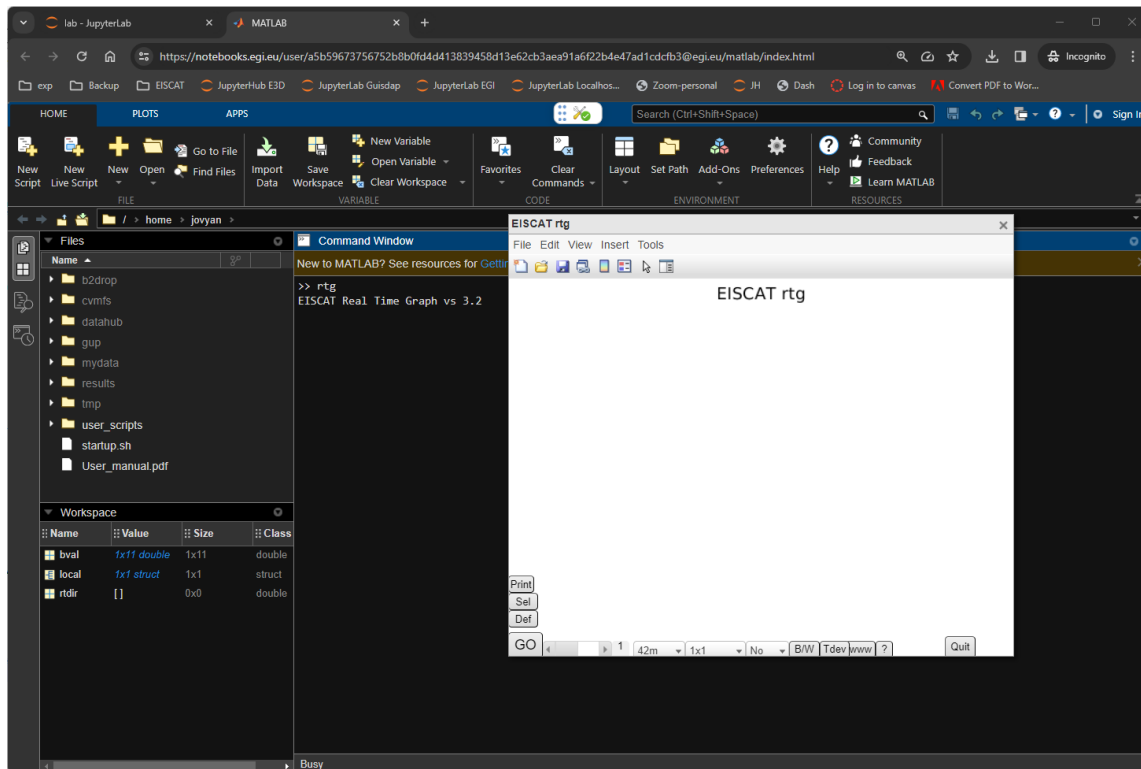 lab - JupyterLab
MATLAB
https://notebooks.egi.eu/user/a5b59673756752b8b0fd4d413839458d13e62cb3aea91a6f22b4e47ad1cdcfb3@egi.eu/matlab/index.html
Incognito
exp Backup EISCAT JupyterHub E3D JupyterLab Guisdap JupyterLab EGI JupyterLab Localhos... Zoom-personal JH Dash Log in to canvas Convert PDF to Wor...
HOME PLOTS APPS
Search (Ctrl+Shift+Space)
Sign In
New Script
New Live Script
New
Open
Go to File
Find Files
Import Data
Save Workspace
New Variable
Open Variable
Clear Workspace
Favorites
Clear Commands
Layout
Set Path
Add-Ons
Preferences
Help
Community
Feedback
Learn MATLAB
FILE VARIABLE CODE ENVIRONMENT RESOURCES
/ › home › jovyan ›
Files
Name
b2drop
cvmfs
datahub
gup
mydata
results
tmp
user_scripts
startup.sh
User_manual.pdf
Workspace
Name Value Size Class
bval 1x11 double 1x11 double
local 1x1 struct 1x1 struct
rtdir [ ] 0x0 double
Command Window
New to MATLAB? See resources for
>> rtg
EISCAT Real Time Graph vs 3.2
EISCAT rtg
File Edit View Insert Tools
EISCAT rtg
Print
Sel
Def
GO 1 42m 1x1 No B/W Tdev www ? Quit
Busy